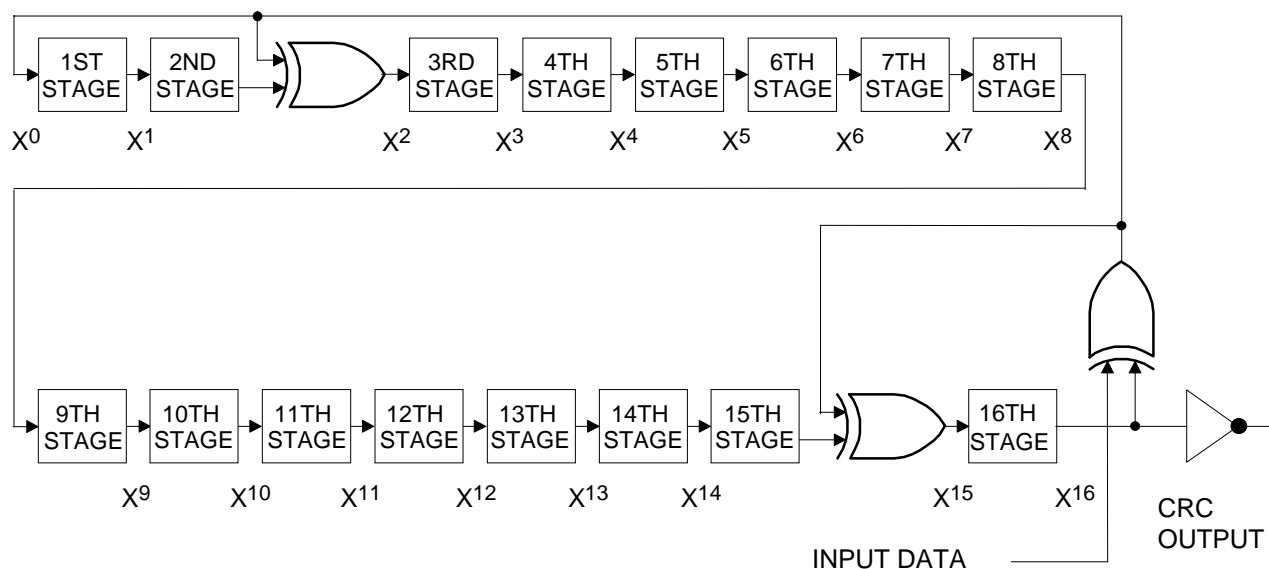 1ST STAGE
2ND STAGE
3RD STAGE
4TH STAGE
5TH STAGE
6TH STAGE
7TH STAGE
8TH STAGE
X0 X1 X2 X3 X4 X5 X6 X7 X8
9TH STAGE
10TH STAGE
11TH STAGE
12TH STAGE
13TH STAGE
14TH STAGE
15TH STAGE
16TH STAGE
X9 X10 X11 X12 X13 X14 X15 X16
CRC
OUTPUT
INPUT DATA